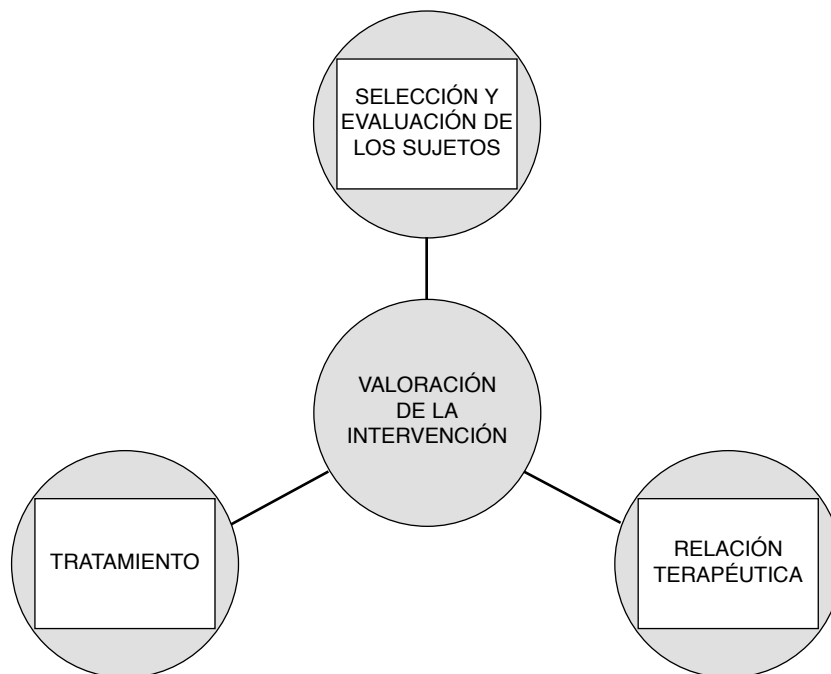 SELECCIÓN Y
EVALUACIÓN DE
LOS SUJETOS
VALORACIÓN
DE LA
INTERVENCIÓN
TRATAMIENTO
RELACIÓN
TERAPÉUTICA